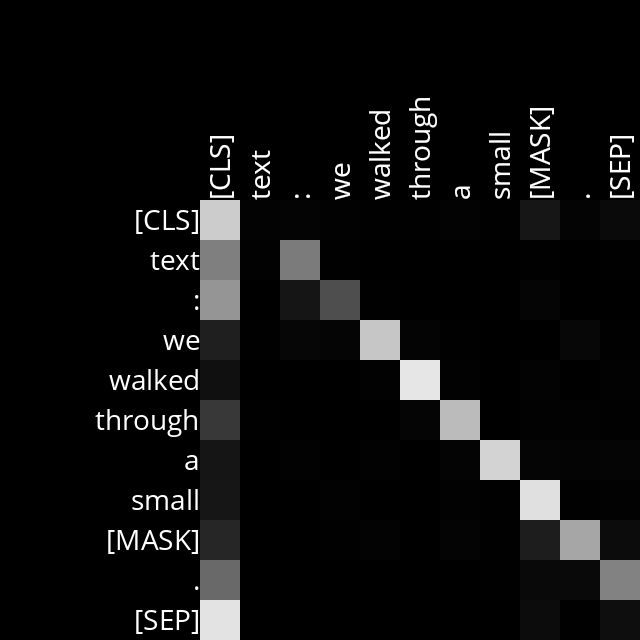 [CLS] text : we walked through a small [MASK] . [SEP]
[CLS]
text
:
we
walked
through
a
small
[MASK]
.
[SEP]